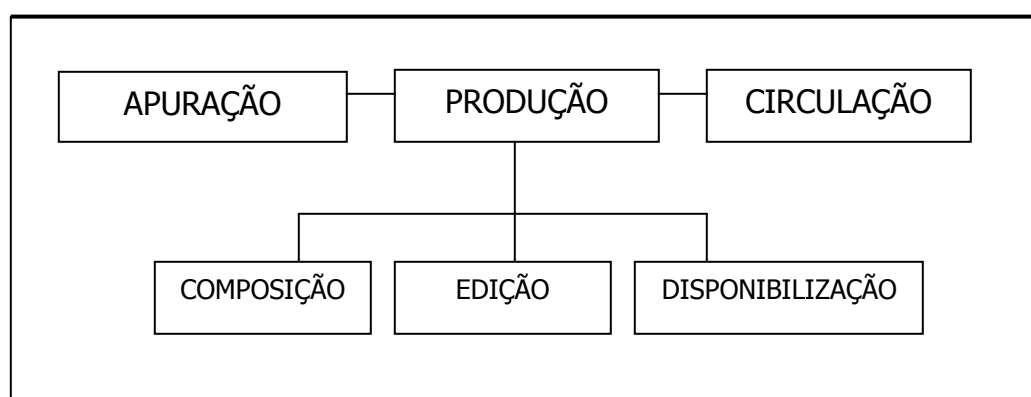 APURAÇÃO
PRODUÇÃO
CIRCULAÇÃO
COMPOSIÇÃO
EDIÇÃO
DISPONIBILIZAÇÃO